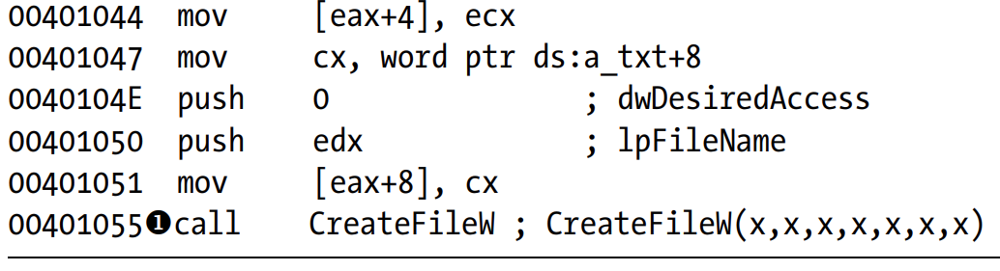 00401044 mov [eax+4], ecx
00401047 mov cx, word ptr ds:a_txt+8
0040104E push 0 ; dwDesiredAccess
00401050 push edx ; lpFileName
00401051 mov [eax+8], cx
00401055❶call CreateFileW ; CreateFileW(x,x,x,x,x,x,x)